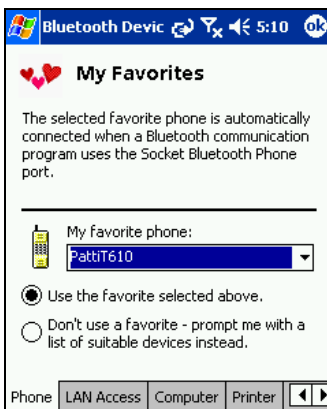 Bluetooth Devic 5:10 ok
My Favorites
The selected favorite phone is automatically
connected when a Bluetooth communication
program uses the Socket Bluetooth Phone
port.
My favorite phone:
PattiT610
Use the favorite selected above.
Don't use a favorite - prompt me with a
list of suitable devices instead.
Phone LAN Access Computer Printer